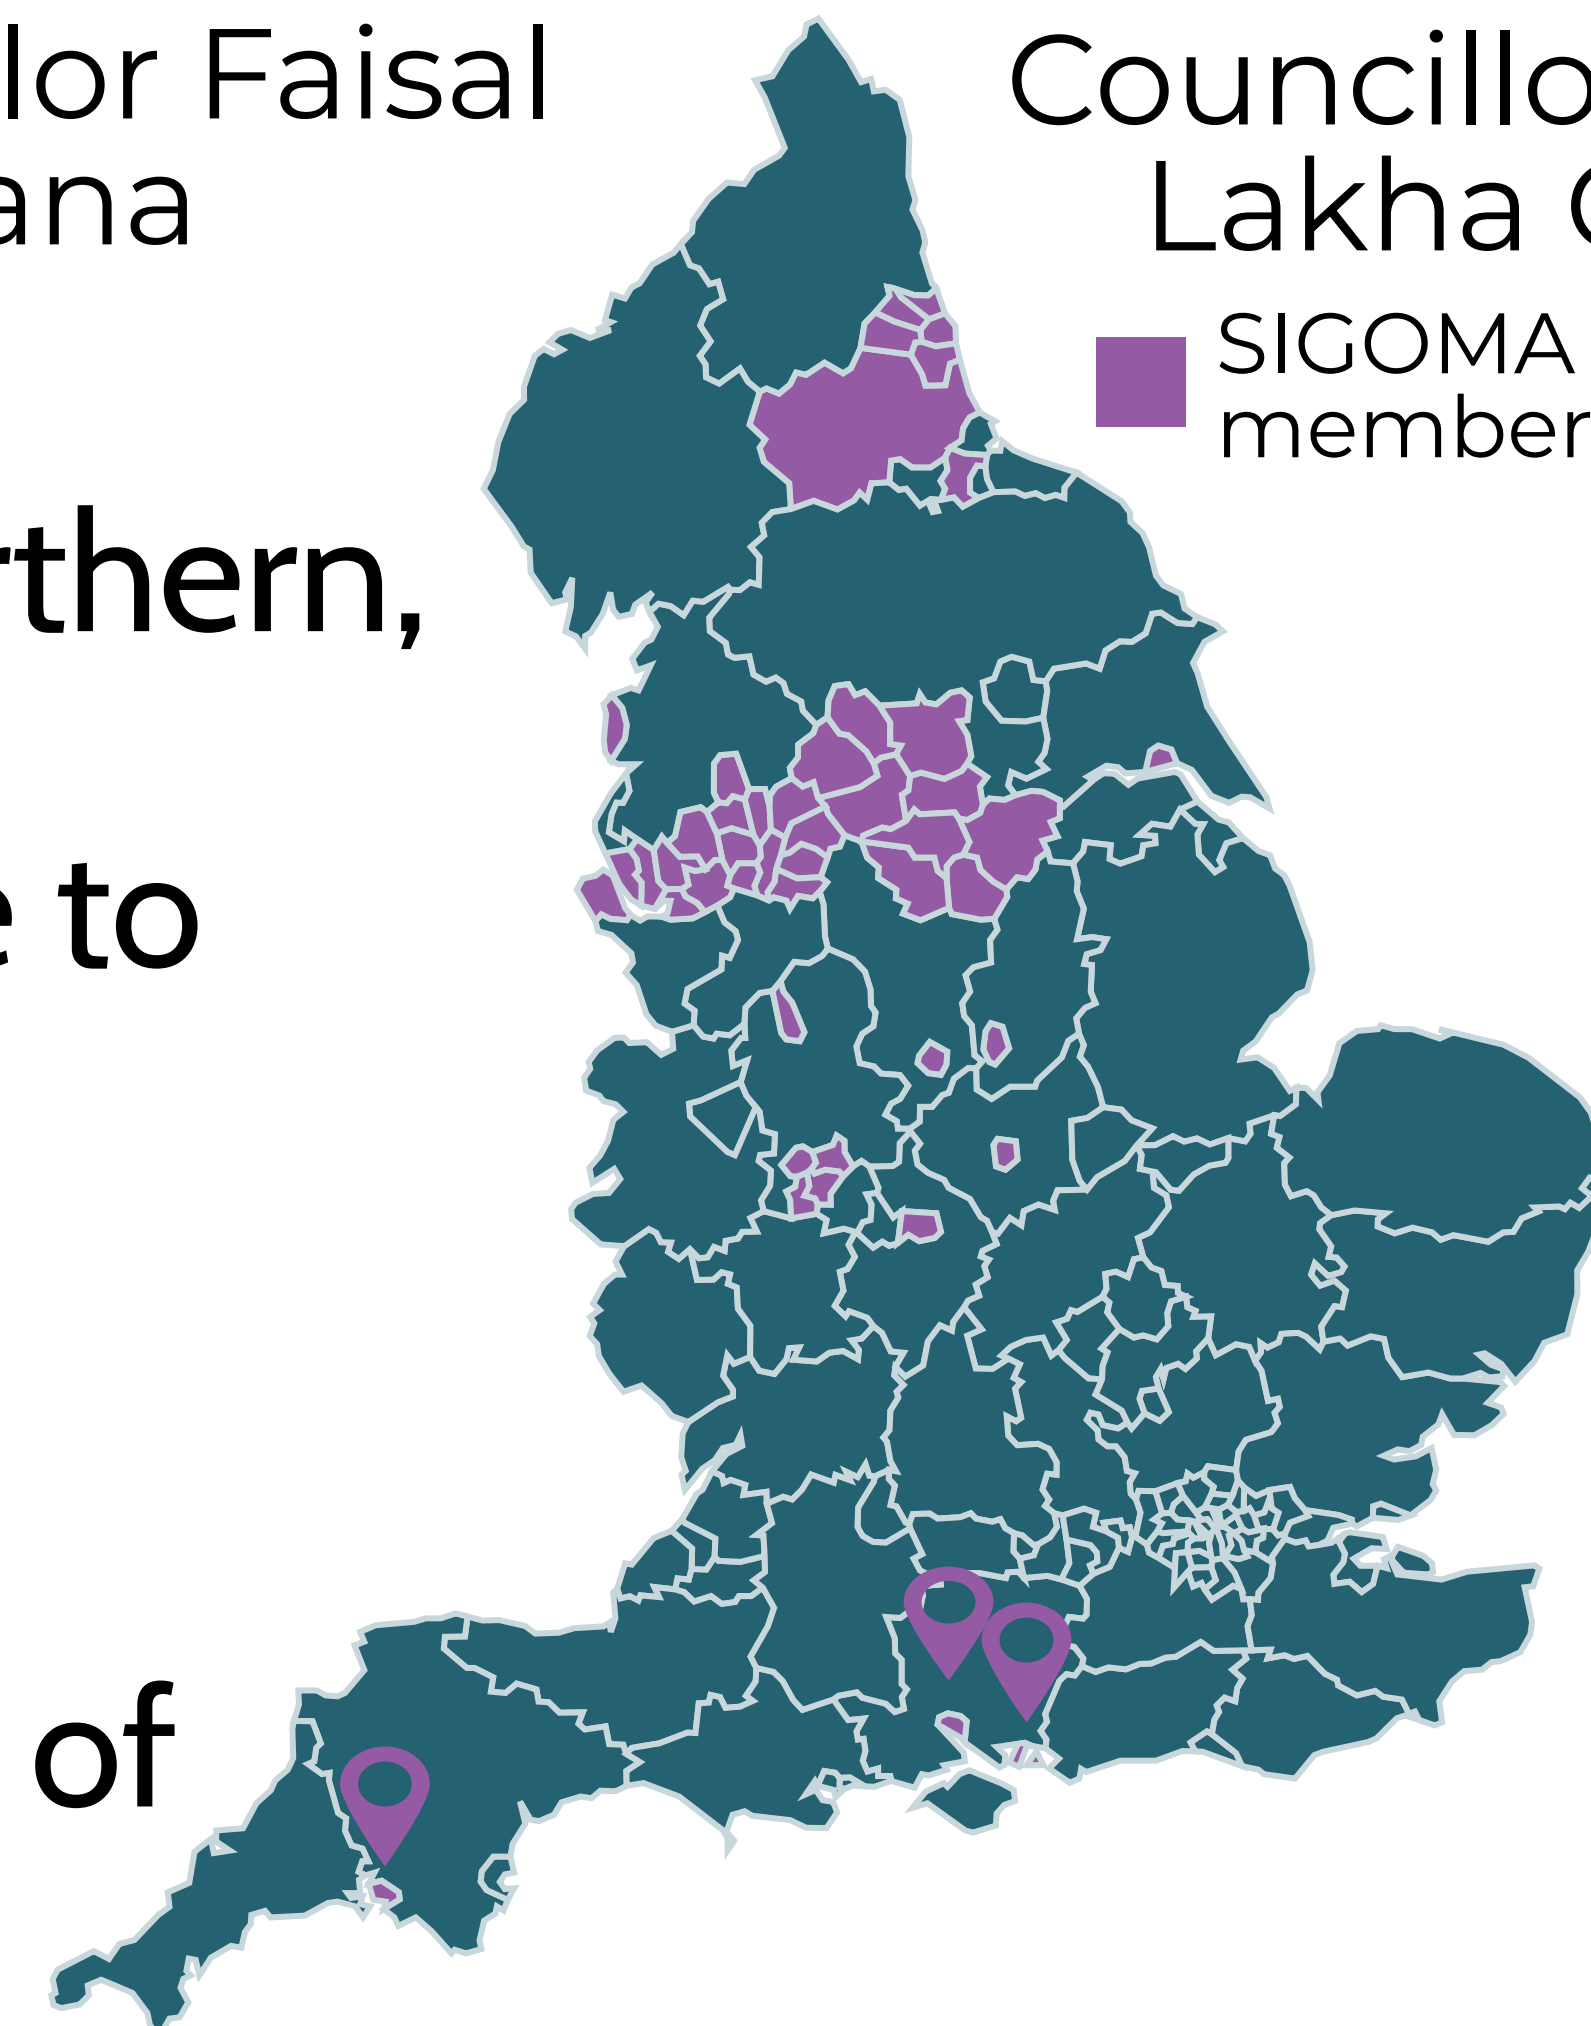 lor Faisal
ana
Councillo
Lakha
SIGOMA
member
rthern,
e to
of